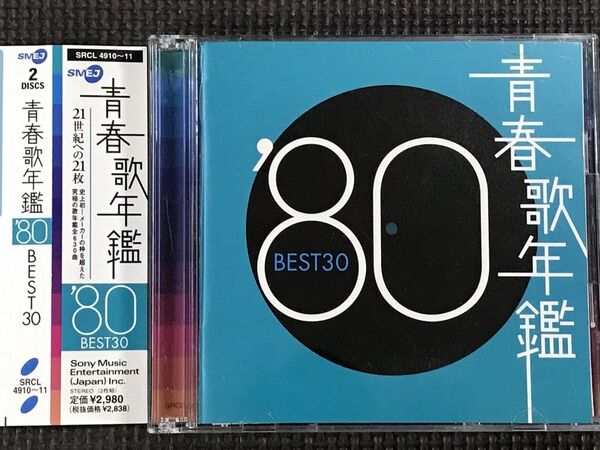 SMEJ
2
DISCS
青春歌年鑑
'80
BEST30
SRCL
4910〜11
SRCL 4910〜11
SMEJ
青春歌年鑑
21世紀への21枚
史上初!メーカーの枠を超えた
究極の歌年鑑全630曲
'80
BEST30
Sony Music
Entertainment
(Japan) Inc.
STEREO (2枚組)
定価¥2,980
(税抜価格¥2,838)
SRCL
青春歌年鑑
'80
BEST30